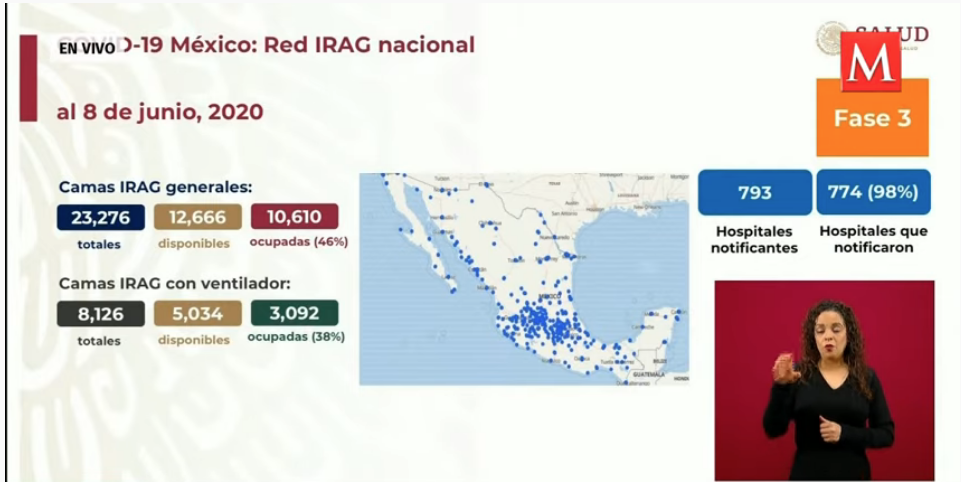 EN VIVO
COVID-19 México: Red IRAG nacional
al 8 de junio, 2020
SALUD
M
Fase 3
Camas IRAG generales:
23,276 12,666 10,610
totales disponibles ocupadas (46%)
Camas IRAG con ventilador:
8,126 5,034 3,092
totales disponibles ocupadas (38%)
MÉXICO
GUATEMALA
793 774 (98%)
Hospitales Hospitales que
notificantes notificaron